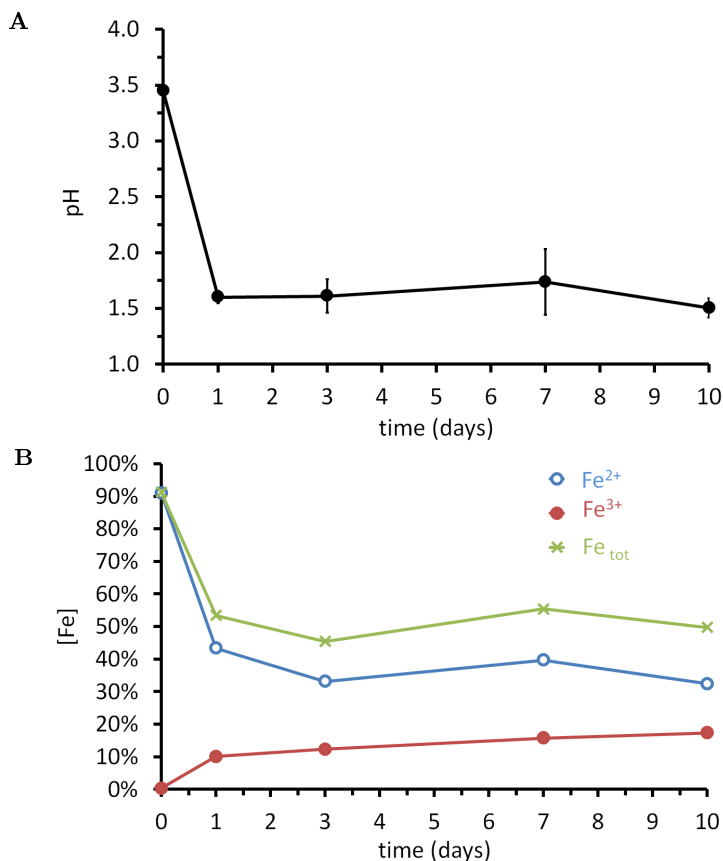 A
4.0
3.5
3.0
2.5
2.0
1.5
1.0
pH
0 1 2 3 4 5 6 7 8 9 10
time (days)
B
100%
90%
80%
70%
60%
50%
40%
30%
20%
10%
0%
[Fe]
Fe2+
Fe3+
Fe tot
0 1 2 3 4 5 6 7 8 9 10
time (days)